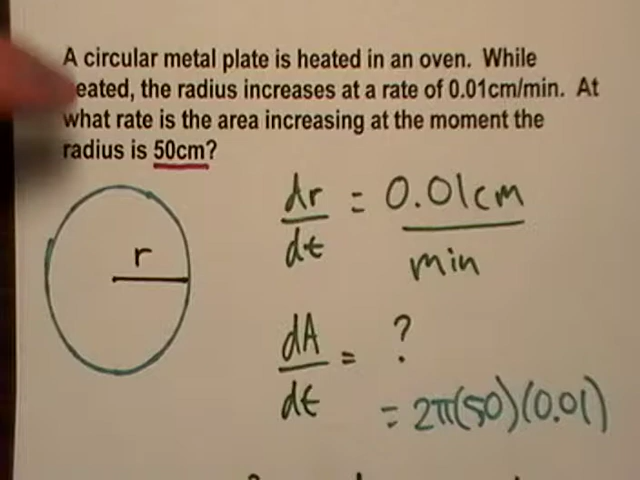 A circular metal plate is heated in an oven. While
eated, the radius increases at a rate of 0.01cm/min. At
what rate is the area increasing at the moment the
radius is 50cm?
dr/dt = 0.01cm/min
r
dA/dt = ?
= 2π(50)(0.01)